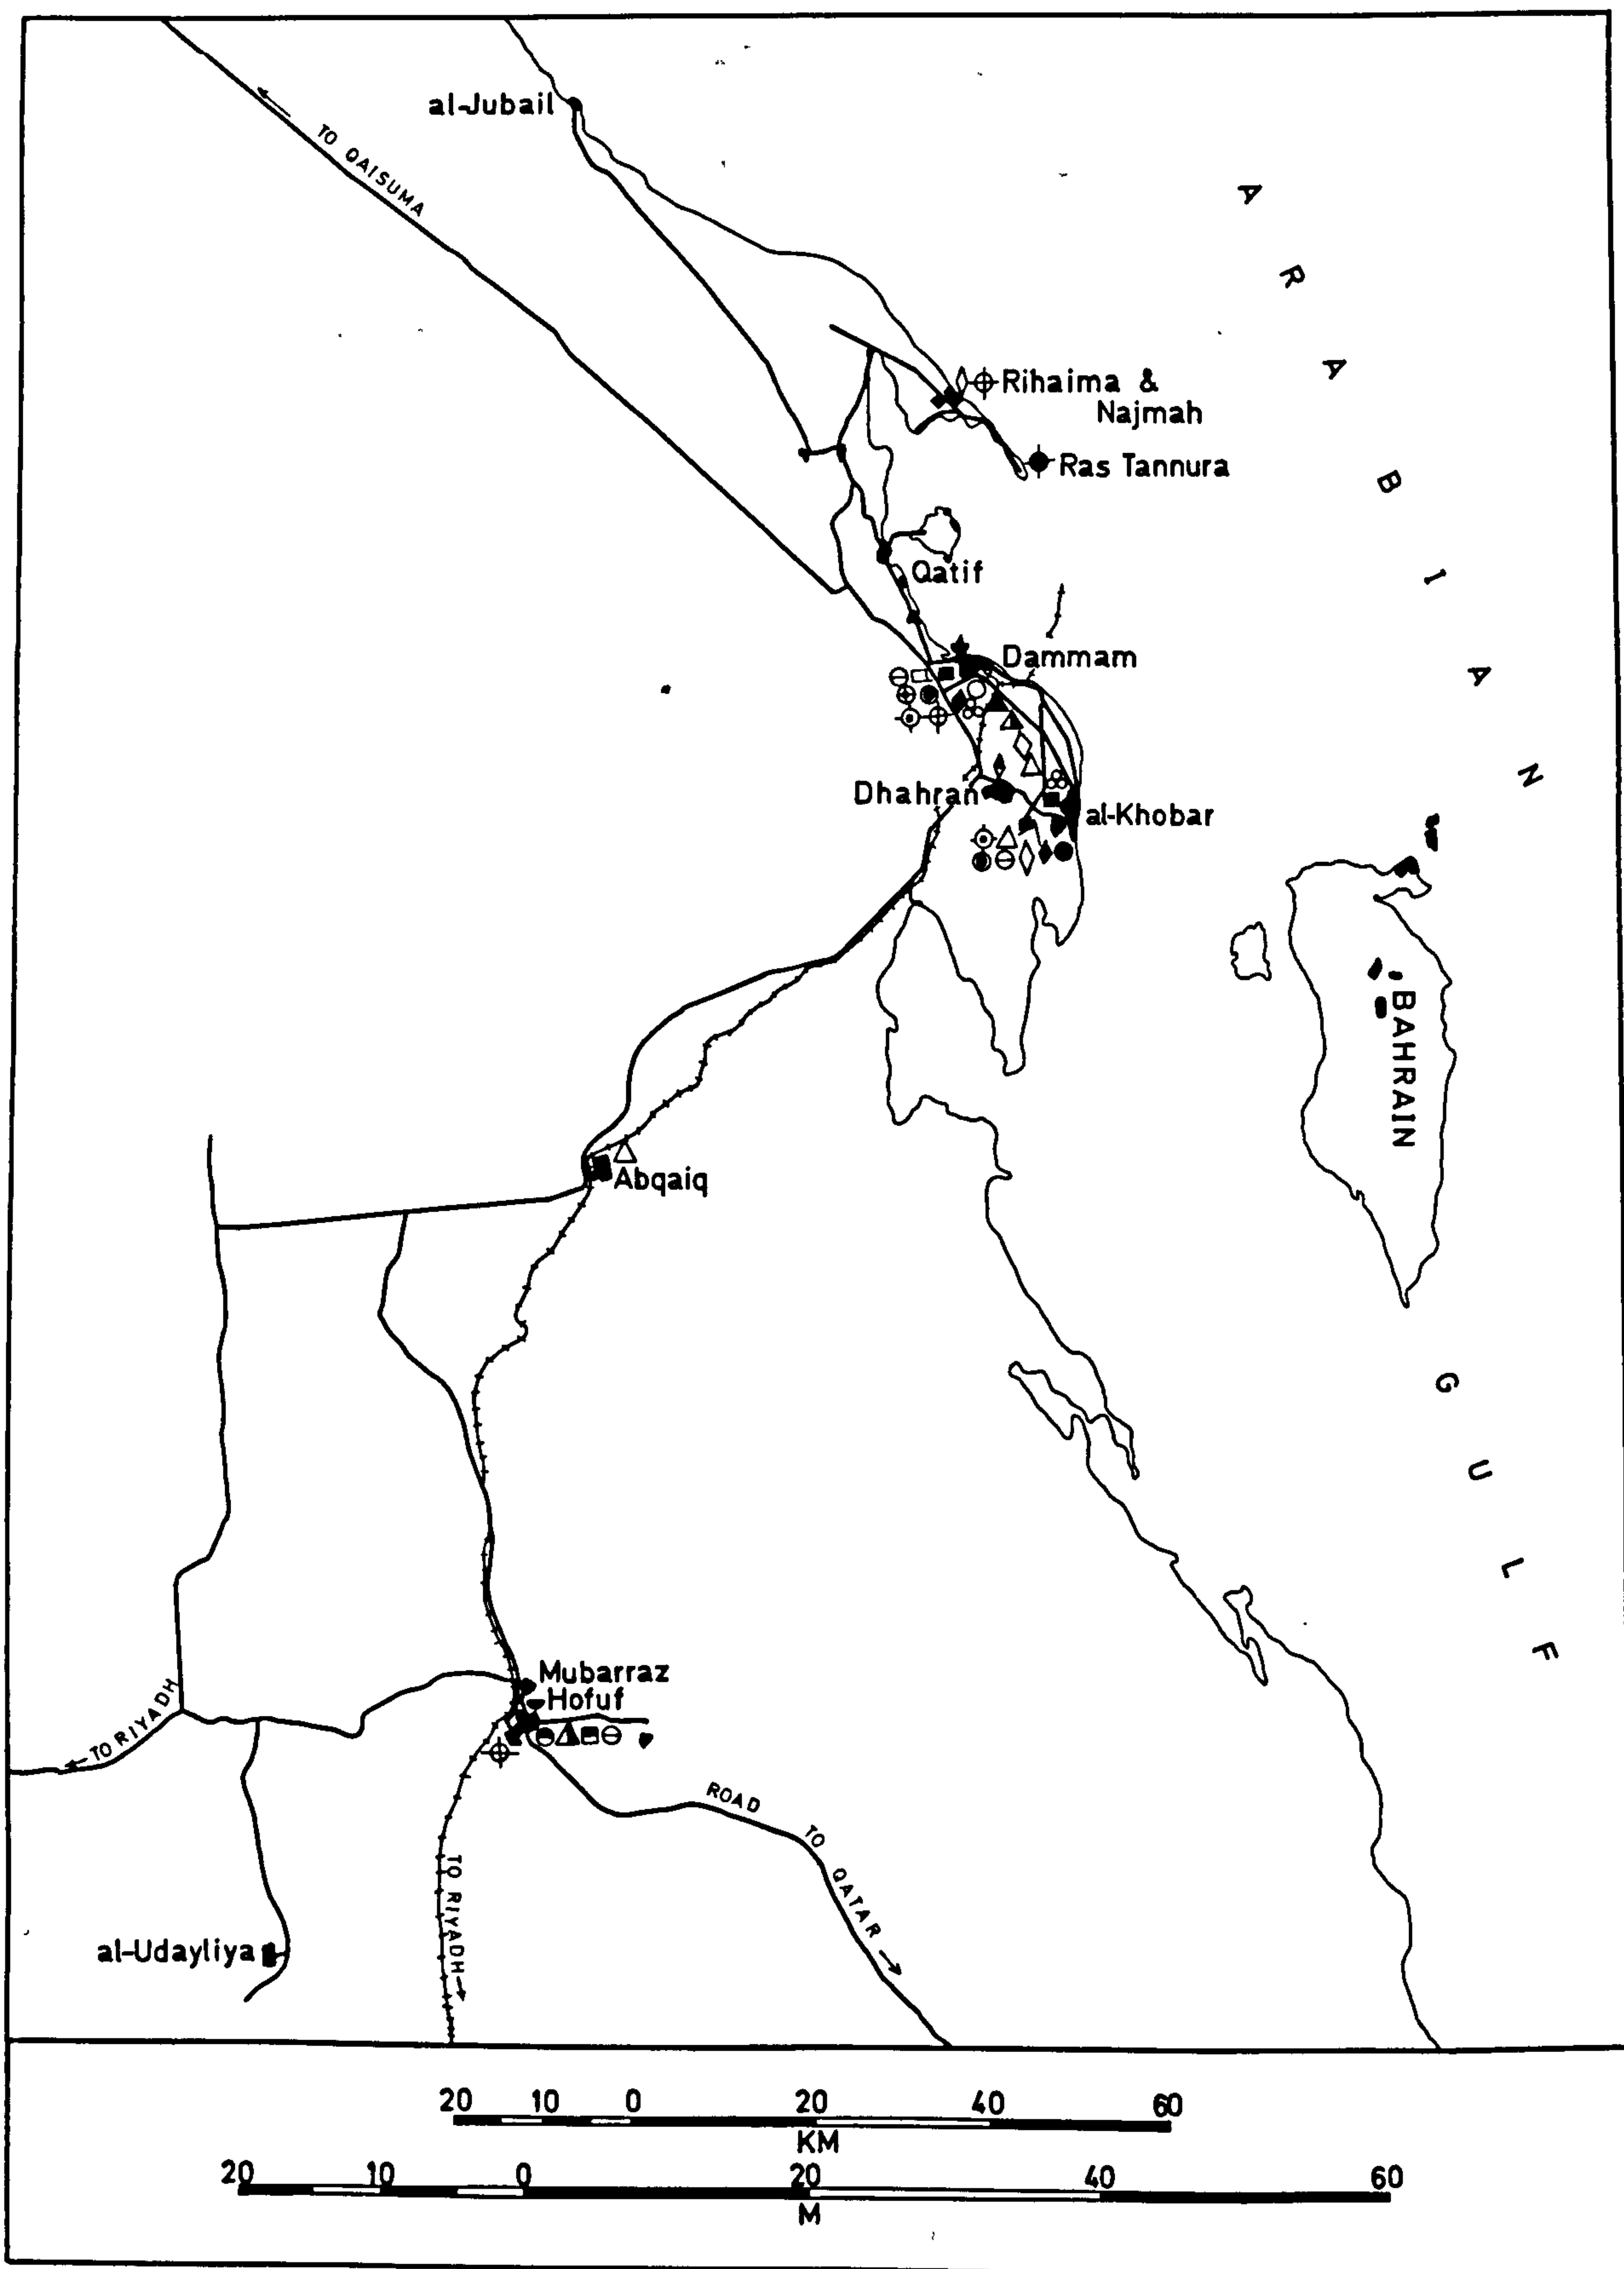 al-Jubail
TO QAISUMA
ARABIAN GULF
Rihaima &
Najmah
Ras Tannura
Qatif
Dammam
Dhahran
al-Khobar
BAHRAIN
Abqaiq
Mubarraz
Hofuf
TO RIYADH
ROAD TO QATAR
TO RIYADH
al-Udayliya
20 10 0 20 40 60
KM
20 10 0 20 40 60
M